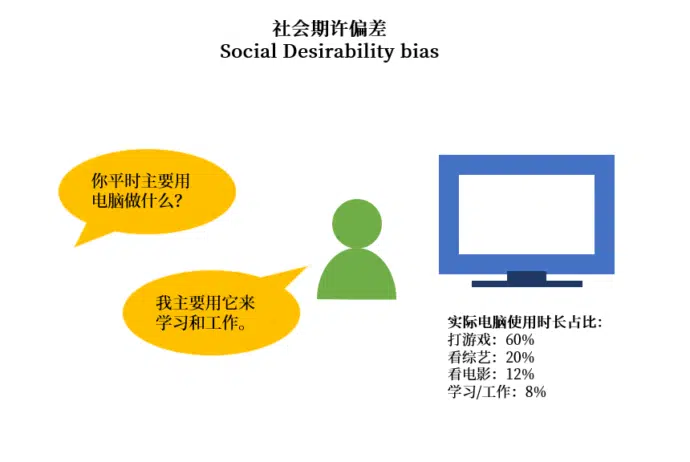 社会期许偏差
Social Desirability bias
你平时主要用
电脑做什么？
我主要用它来
学习和工作。
实际电脑使用时长占比：
打游戏：60%
看综艺：20%
看电影：12%
学习/工作：8%